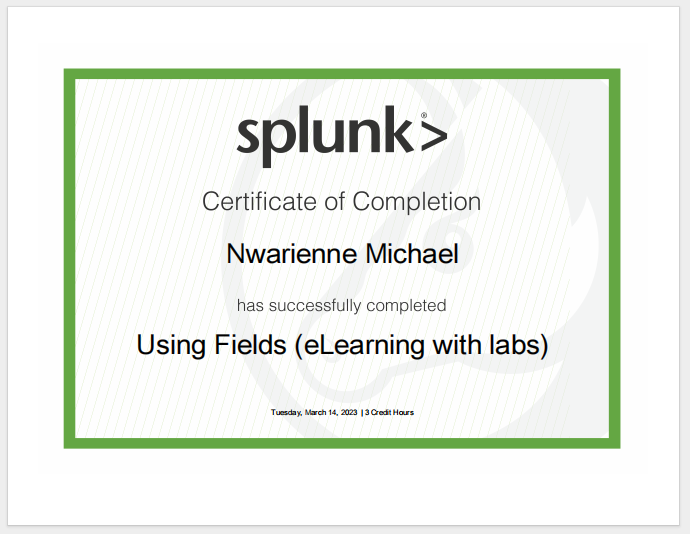 splunk®>
Certificate of Completion
Nwarienne Michael
has successfully completed
Using Fields (eLearning with labs)
Tuesday, March 14, 2023 | 3 Credit Hours